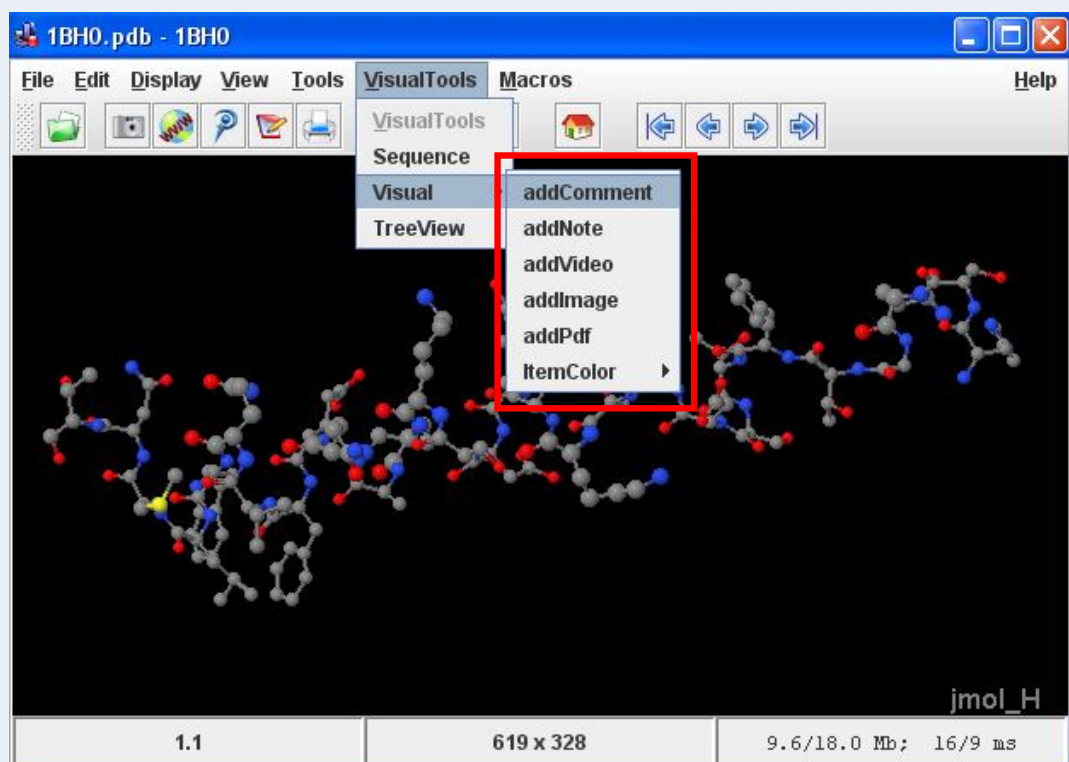 1BH0.pdb - 1BH0
File Edit Display View Tools VisualTools Macros Help
WWW
VisualTools
Sequence
Visual
TreeView
addComment
addNote
addVideo
addImage
addPdf
ItemColor
jmol_H
1.1 619 x 328 9.6/18.0 Mb; 16/9 ms